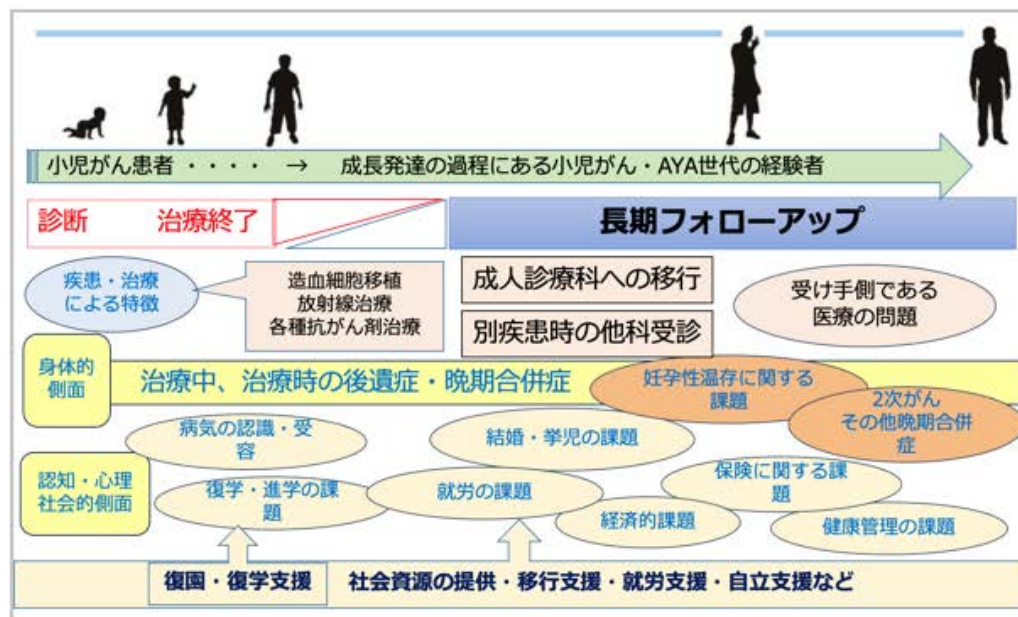 小児がん患者 ・・・・ → 成長発達の過程にある小児がん・AYA世代の経験者
診断 治療終了
長期フォローアップ
疾患・治療
による特徴
造血細胞移植
放射線治療
各種抗がん剤治療
成人診療科への移行
別疾患時の他科受診
受け手側である
医療の問題
身体的
側面
治療中、治療時の後遺症・晩期合併症
妊孕性温存に関する
課題
2次がん
その他晩期合併
症
病気の認識・受
容
結婚・挙児の課題
認知・心理
社会的側面
復学・進学の課
題
就労の課題
保険に関する課
題
経済的課題
健康管理の課題
復園・復学支援
社会資源の提供・移行支援・就労支援・自立支援など